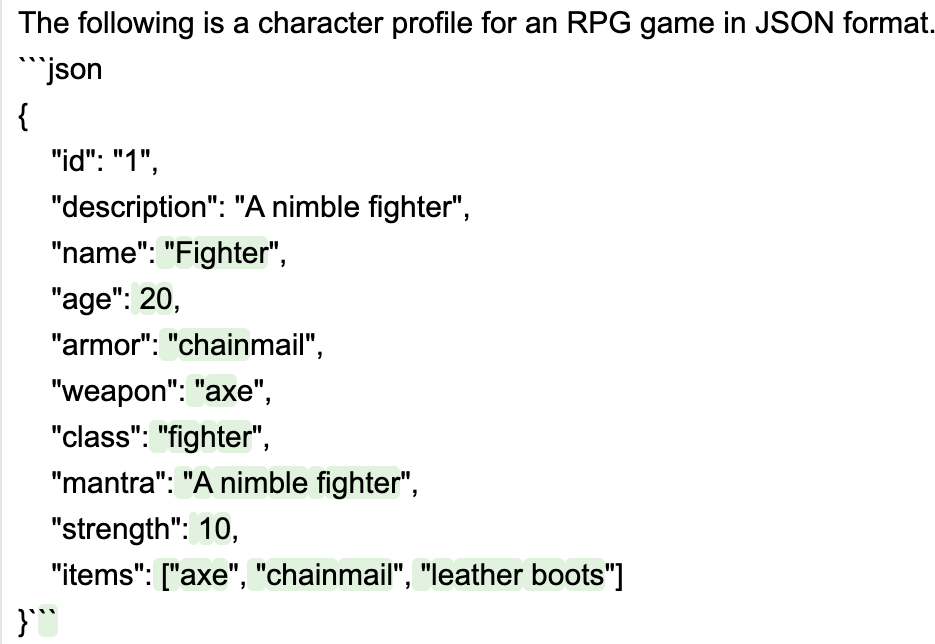 The following is a character profile for an RPG game in JSON format.
```json
{
    "id": "1",
    "description": "A nimble fighter",
    "name": "Fighter",
    "age": 20,
    "armor": "chainmail",
    "weapon": "axe",
    "class": "fighter",
    "mantra": "A nimble fighter",
    "strength": 10,
    "items": ["axe", "chainmail", "leather boots"]
}```